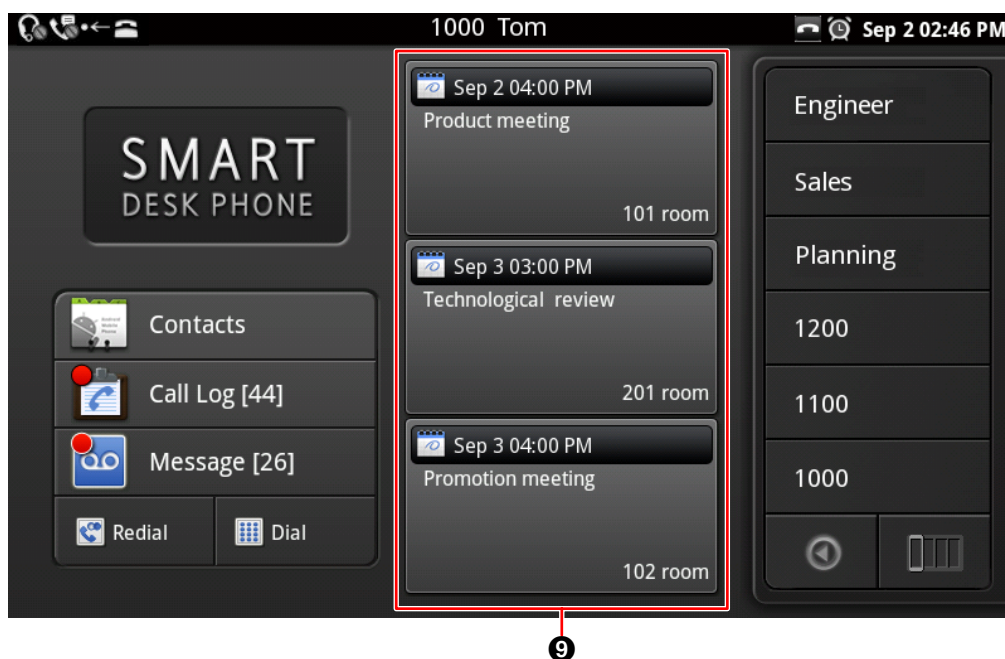 1000 Tom
Sep 2 02:46 PM
SMART
DESK PHONE
Contacts
Call Log [44]
Message [26]
Redial
Dial
Sep 2 04:00 PM
Product meeting
101 room
Sep 3 03:00 PM
Technological review
201 room
Sep 3 04:00 PM
Promotion meeting
102 room
Engineer
Sales
Planning
1200
1100
1000
9